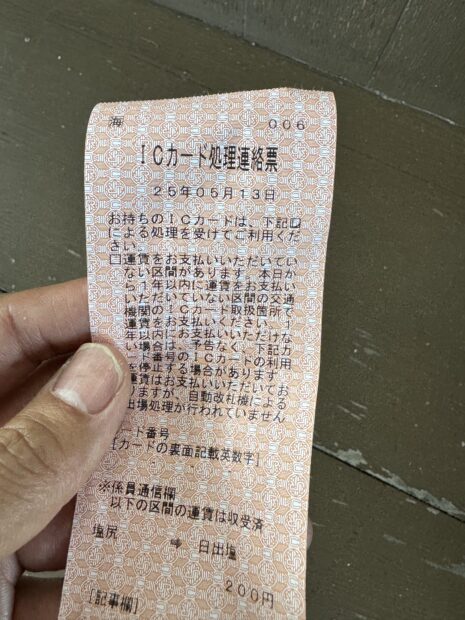 海 006
ICカード処理連絡票
25年05月13日
お持ちのICカードは、下記□
による処理を受けてご利用くだ
さい。
□運賃をお支払いいただいてい
ない区間があります。本日か
ら1年以内に運賃をお支払い
いただいていない区間の交通
機関のICカード取扱箇所で
運賃をお支払いください。1
年以内にお支払いいただけな
い場合は、予告なく、下記カ
ード番号のICカードの利用
を停止する場合があります。
運賃はお支払いいただいてお
りますが、自動改札機による
出場処理が行われていません
ード番号
[カードの裏面記載英数字]
※係員通信欄
以下の区間の運賃は収受済
塩尻 ⇒ 日出塩
200円
[記事欄]